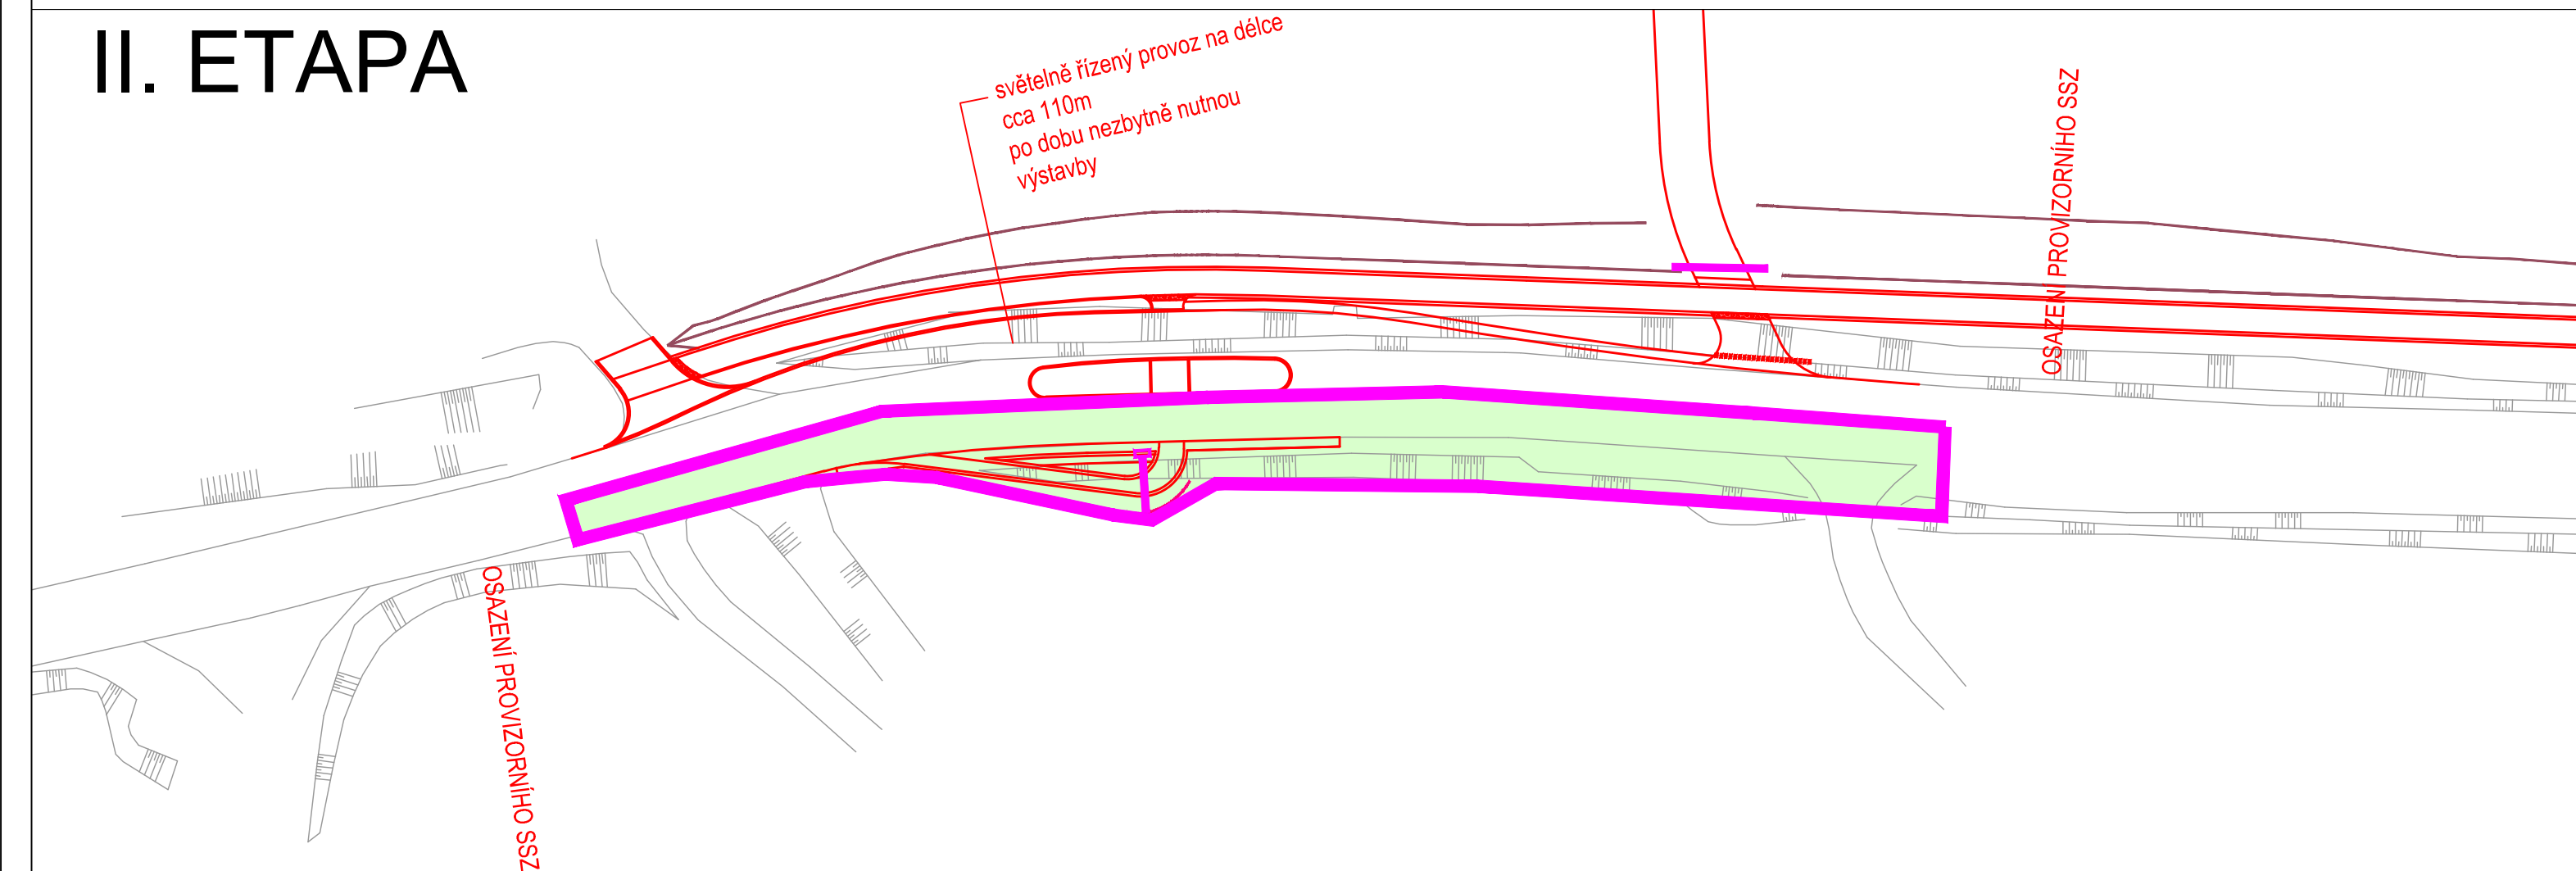 II. ETAPA
světelně řízený provoz na délce
cca 110m
po dobu nezbytně nutnou
výstavby
OSAZENÍ PROVIZORNÍHO SSZ
OSAZENÍ PROVIZORNÍHO SSZ